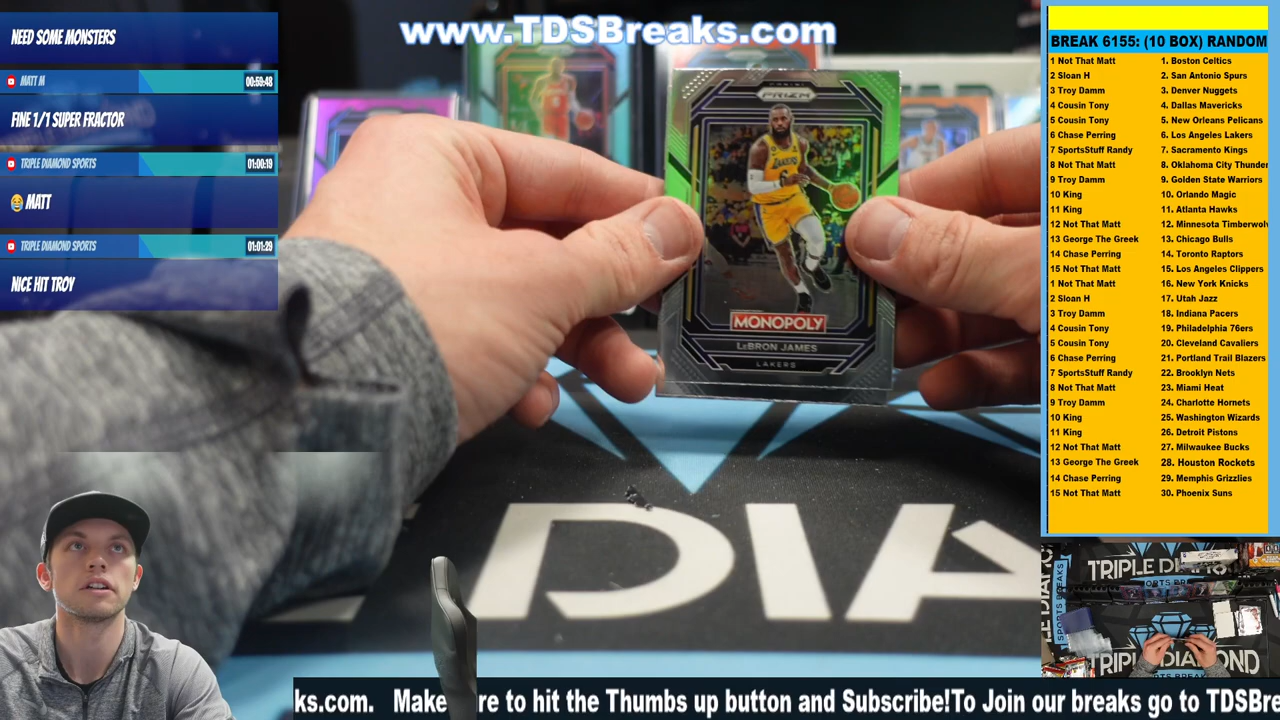 www.TDSBreaks.com
NEED SOME MONSTERS
MATT M 00:59:48
FINE 1/1 SUPER FRACTOR
TRIPLE DIAMOND SPORTS 01:00:19
😂 MATT
TRIPLE DIAMOND SPORTS 01:01:29
NICE HIT TROY
PANINI
PRIZM
LAKERS
6
MONOPOLY
LeBRON JAMES
LAKERS
DIA
BREAK 6155: (10 BOX) RANDOM
1 Not That Matt 1. Boston Celtics
2 Sloan H 2. San Antonio Spurs
3 Troy Damm 3. Denver Nuggets
4 Cousin Tony 4. Dallas Mavericks
5 Cousin Tony 5. New Orleans Pelicans
6 Chase Perring 6. Los Angeles Lakers
7 SportsStuff Randy 7. Sacramento Kings
8 Not That Matt 8. Oklahoma City Thunder
9 Troy Damm 9. Golden State Warriors
10 King 10. Orlando Magic
11 King 11. Atlanta Hawks
12 Not That Matt 12. Minnesota Timberwolv
13 George The Greek 13. Chicago Bulls
14 Chase Perring 14. Toronto Raptors
15 Not That Matt 15. Los Angeles Clippers
1 Not That Matt 16. New York Knicks
2 Sloan H 17. Utah Jazz
3 Troy Damm 18. Indiana Pacers
4 Cousin Tony 19. Philadelphia 76ers
5 Cousin Tony 20. Cleveland Cavaliers
6 Chase Perring 21. Portland Trail Blazers
7 SportsStuff Randy 22. Brooklyn Nets
8 Not That Matt 23. Miami Heat
9 Troy Damm 24. Charlotte Hornets
10 King 25. Washington Wizards
11 King 26. Detroit Pistons
12 Not That Matt 27. Milwaukee Bucks
13 George The Greek 28. Houston Rockets
14 Chase Perring 29. Memphis Grizzlies
15 Not That Matt 30. Phoenix Suns
TRIPLE DIAM
SPORTS BREA
SPORTS BR
TRIPLE DIAMOND
ks.com. Make re to hit the Thumbs up button and Subscribe!To Join our breaks go to TDSBre